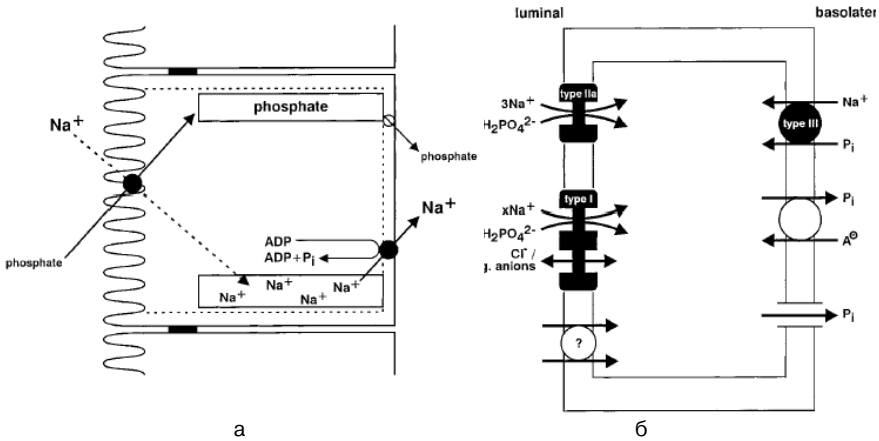 Na⁺
phosphate
phosphate
phosphate
Na⁺
ADP
ADP+Pi
Na⁺
Na⁺
Na⁺
Na⁺
а
luminal
basolater
3Na⁺
H2PO4²⁻
type IIa
xNa⁺
H2PO4²⁻
type I
Cl⁻/
g. anions
?
Na⁺
type III
Pi
Pi
A⊖
Pi
б